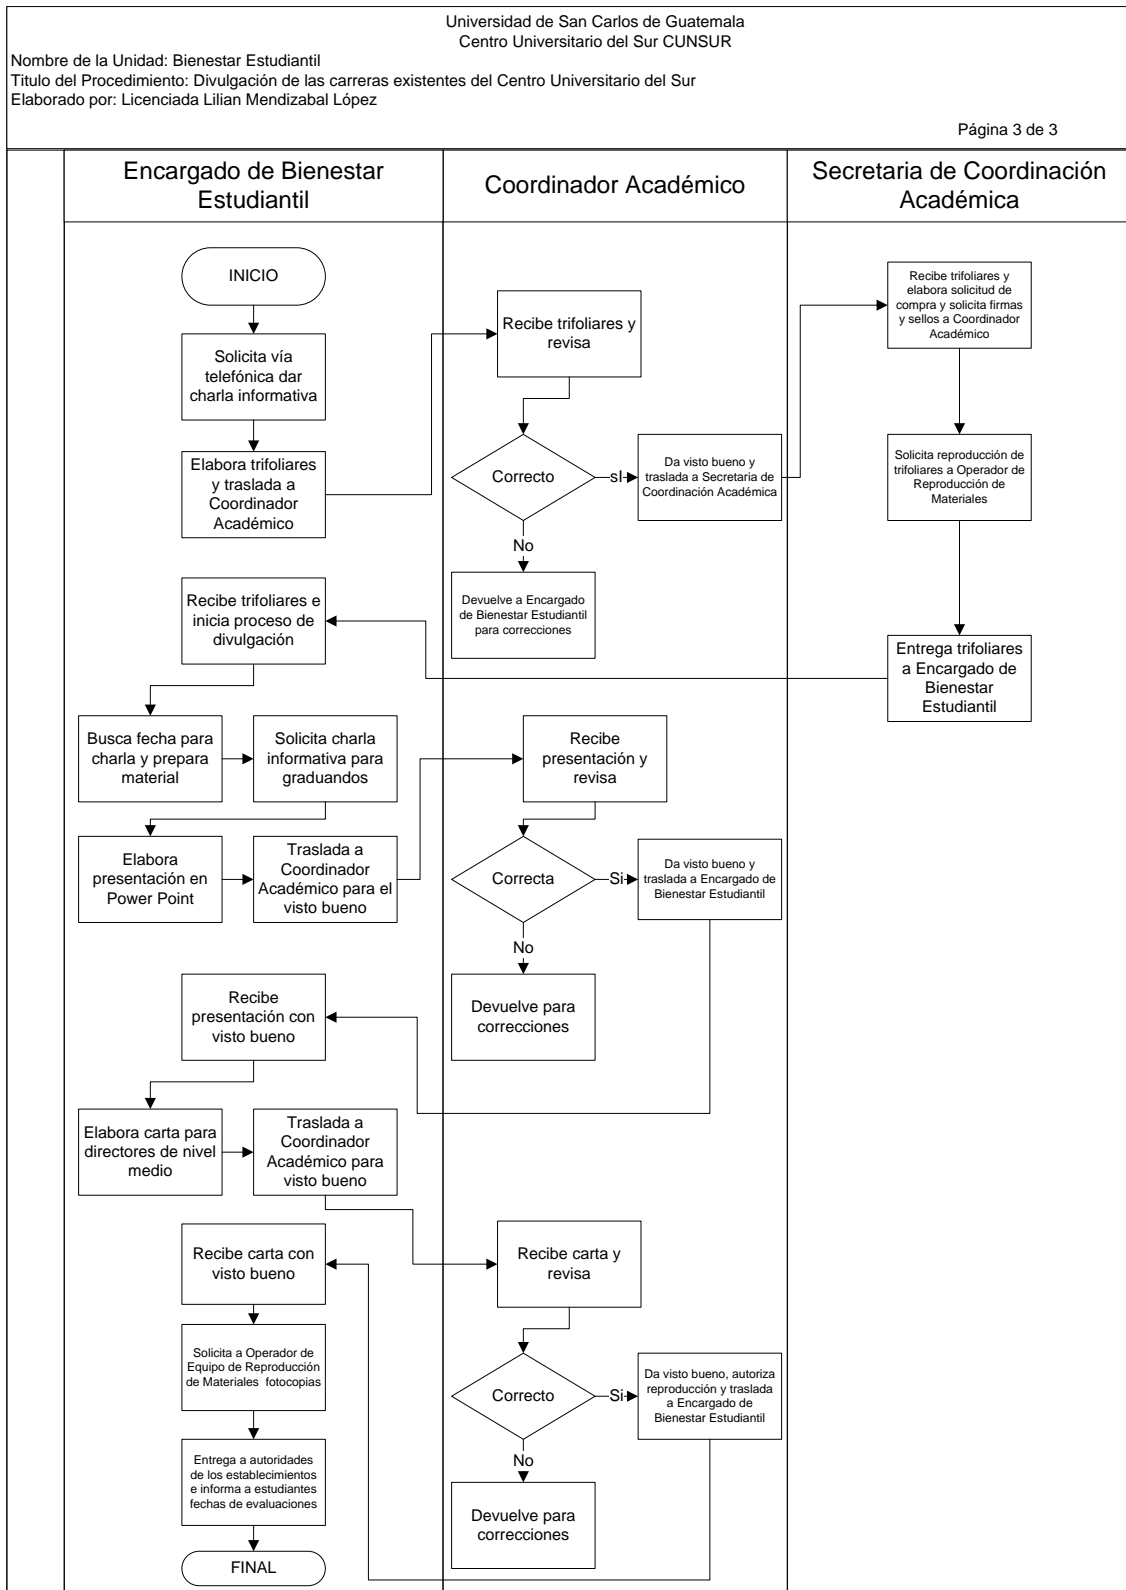 Universidad de San Carlos de Guatemala
Centro Universitario del Sur CUNSUR
Nombre de la Unidad: Bienestar Estudiantil
Titulo del Procedimiento: Divulgación de las carreras existentes del Centro Universitario del Sur
Elaborado por: Licenciada Lilian Mendizabal López
Página 3 de 3
Encargado de Bienestar
Estudiantil
Coordinador Académico
Secretaria de Coordinación
Académica
INICIO
Solicita vía
telefónica dar
charla informativa
Elabora trifoliares
y traslada a
Coordinador
Académico
Recibe trifoliares y
revisa
Correcto
sI
No
Da visto bueno y
traslada a Secretaria de
Coordinación Académica
Devuelve a Encargado
de Bienestar Estudiantil
para correcciones
Recibe trifoliares y
elabora solicitud de
compra y solicita firmas
y sellos a Coordinador
Académico
Solicita reproducción de
trifoliares a Operador de
Reproducción de
Materiales
Entrega trifoliares
a Encargado de
Bienestar
Estudiantil
Recibe trifoliares e
inicia proceso de
divulgación
Busca fecha para
charla y prepara
material
Solicita charla
informativa para
graduandos
Elabora
presentación en
Power Point
Traslada a
Coordinador
Académico para el
visto bueno
Recibe
presentación y
revisa
Correcta
Si
No
Da visto bueno y
traslada a Encargado de
Bienestar Estudiantil
Devuelve para
correcciones
Recibe
presentación con
visto bueno
Elabora carta para
directores de nivel
medio
Traslada a
Coordinador
Académico para
visto bueno
Recibe carta y
revisa
Correcto
Si
No
Da visto bueno, autoriza
reproducción y traslada
a Encargado de
Bienestar Estudiantil
Devuelve para
correcciones
Recibe carta con
visto bueno
Solicita a Operador de
Equipo de Reproducción
de Materiales fotocopias
Entrega a autoridades
de los establecimientos
e informa a estudiantes
fechas de evaluaciones
FINAL